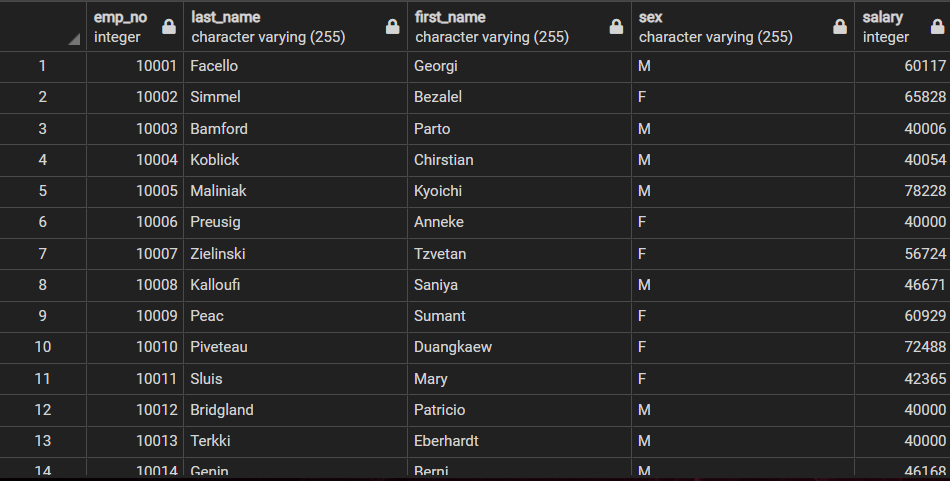 emp_no last_name first_name sex salary
integer character varying (255) character varying (255) character varying (255) integer
1 10001 Facello Georgi M 60117
2 10002 Simmel Bezalel F 65828
3 10003 Bamford Parto M 40006
4 10004 Koblick Chirstian M 40054
5 10005 Maliniak Kyoichi M 78228
6 10006 Preusig Anneke F 40000
7 10007 Zielinski Tzvetan F 56724
8 10008 Kalloufi Saniya M 46671
9 10009 Peac Sumant F 60929
10 10010 Piveteau Duangkaew F 72488
11 10011 Sluis Mary F 42365
12 10012 Bridgland Patricio M 40000
13 10013 Terkki Eberhardt M 40000
14 10014 Genin Berni M 46168